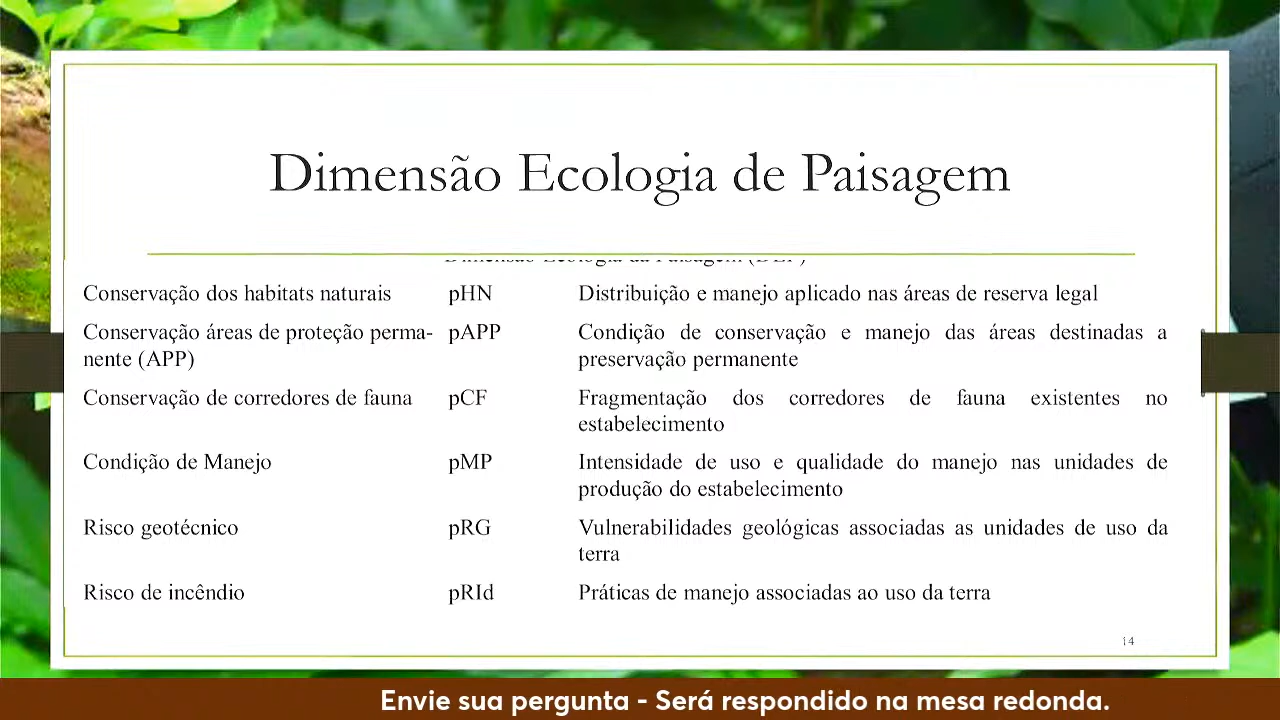 Dimensão Ecologia de Paisagem
Dimensão Ecologia da Paisagem (DEP)
Conservação dos habitats naturais pHN Distribuição e manejo aplicado nas áreas de reserva legal
Conservação áreas de proteção perma- pAPP Condição de conservação e manejo das áreas destinadas a
nente (APP) preservação permanente
Conservação de corredores de fauna pCF Fragmentação dos corredores de fauna existentes no
estabelecimento
Condição de Manejo pMP Intensidade de uso e qualidade do manejo nas unidades de
produção do estabelecimento
Risco geotécnico pRG Vulnerabilidades geológicas associadas as unidades de uso da
terra
Risco de incêndio pRId Práticas de manejo associadas ao uso da terra
14
Envie sua pergunta - Será respondido na mesa redonda.